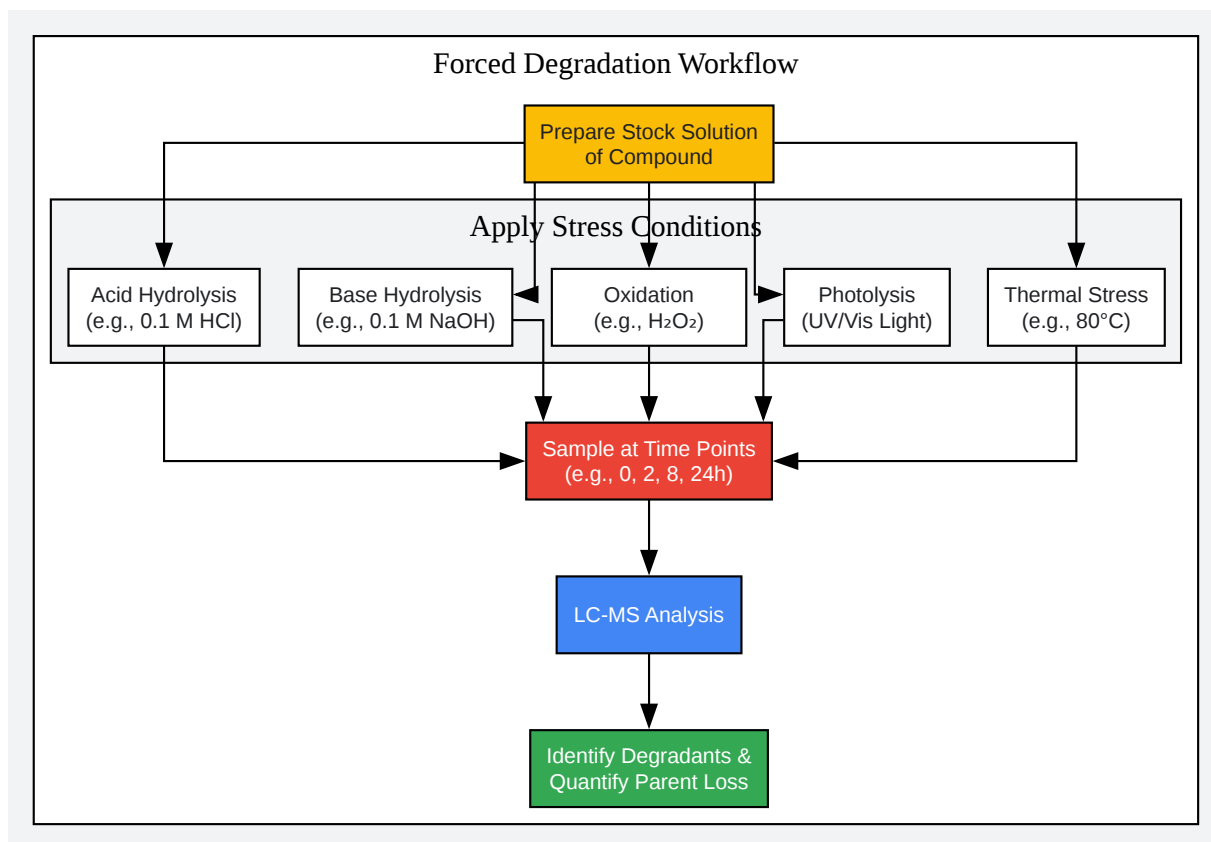 Forced Degradation Workflow
Prepare Stock Solution
of Compound
Apply Stress Conditions
Acid Hydrolysis
(e.g., 0.1 M HCl)
Base Hydrolysis
(e.g., 0.1 M NaOH)
Oxidation
(e.g., H₂O₂)
Photolysis
(UV/Vis Light)
Thermal Stress
(e.g., 80°C)
Sample at Time Points
(e.g., 0, 2, 8, 24h)
LC-MS Analysis
Identify Degradants &
Quantify Parent Loss